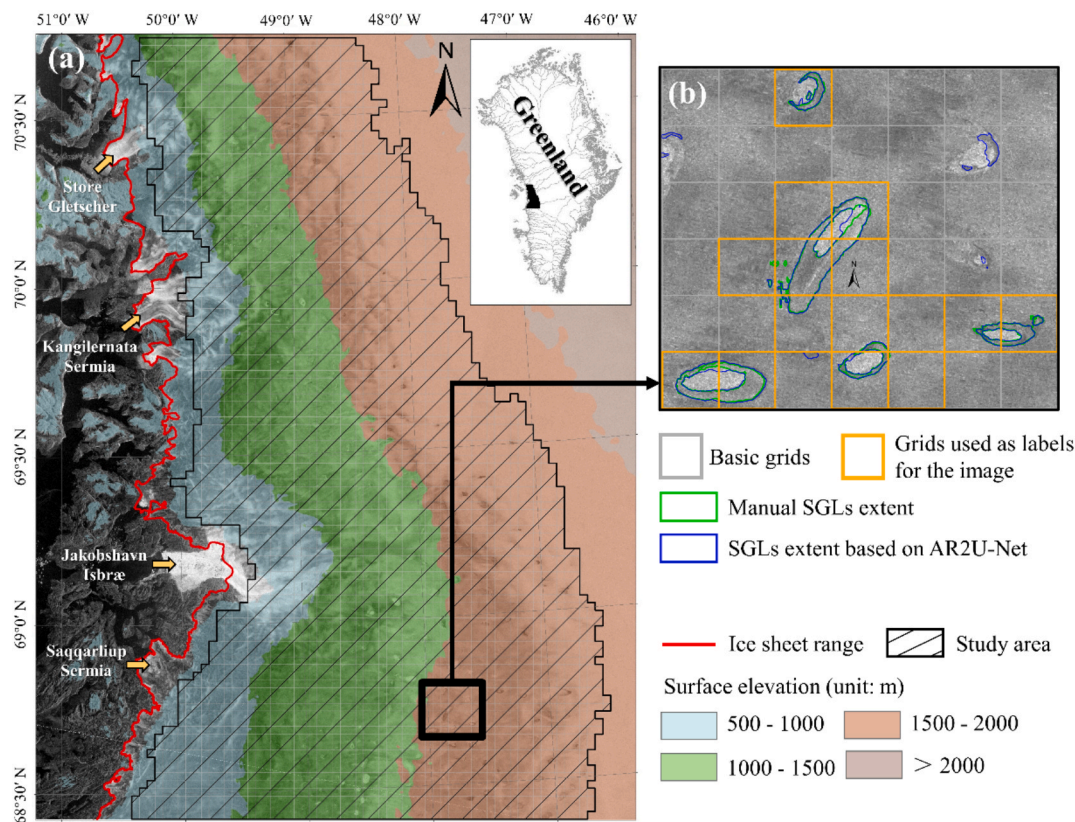 51°0' W
50°0' W
49°0' W
48°0' W
47°0' W
46°0' W
(a)
N
Greenland
70°30' N
70°0' N
69°30' N
69°0' N
68°30' N
Store
Gletscher
Kangilernata
Sermia
Jakobshavn
Isbræ
Saqqarliup
Sermia
(b)
N
Basic grids
Grids used as labels
for the image
Manual SGLs extent
SGLs extent based on AR2U-Net
Ice sheet range
Study area
Surface elevation (unit: m)
500 - 1000
1500 - 2000
1000 - 1500
> 2000